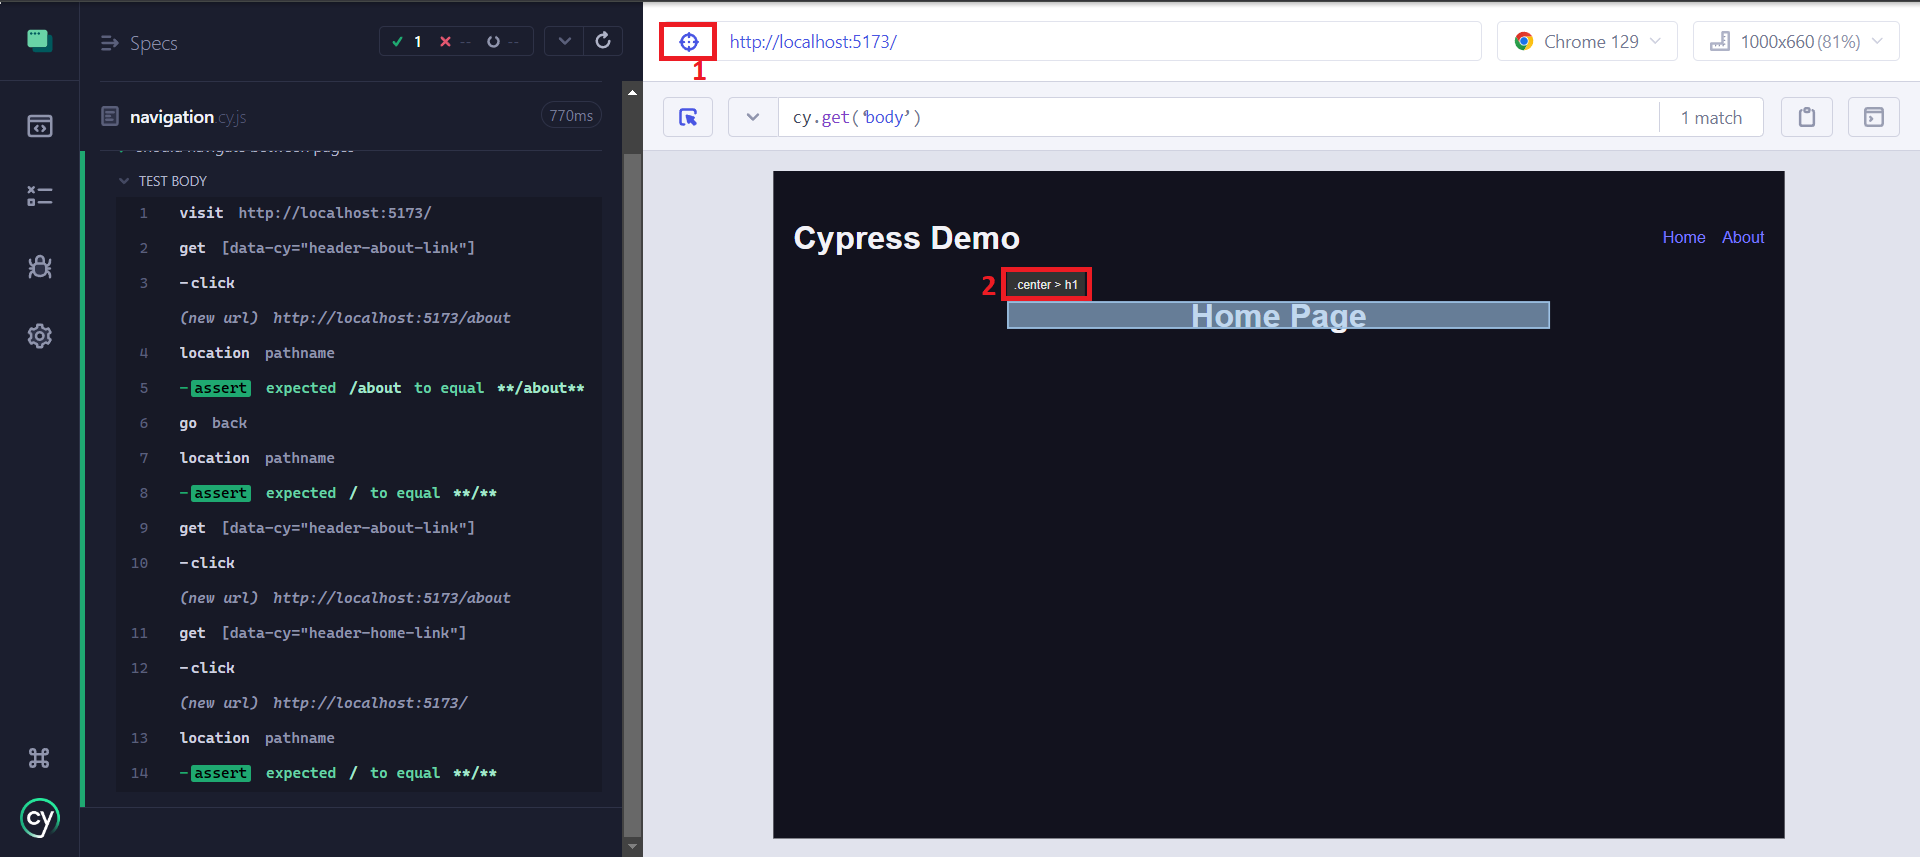 Specs
1 -- --
navigation.cy.js
770ms
should navigate between pages
TEST BODY
1 visit http://localhost:5173/
2 get [data-cy="header-about-link"]
3 -click
(new url) http://localhost:5173/about
4 location pathname
5 -assert expected /about to equal **/about**
6 go back
7 location pathname
8 -assert expected / to equal **/**
9 get [data-cy="header-about-link"]
10 -click
(new url) http://localhost:5173/about
11 get [data-cy="header-home-link"]
12 -click
(new url) http://localhost:5173/
13 location pathname
14 -assert expected / to equal **/**
cy
http://localhost:5173/
Chrome 129
1000x660 (81%)
1
cy.get('body')
1 match
Cypress Demo
Home About
2 .center > h1
Home Page